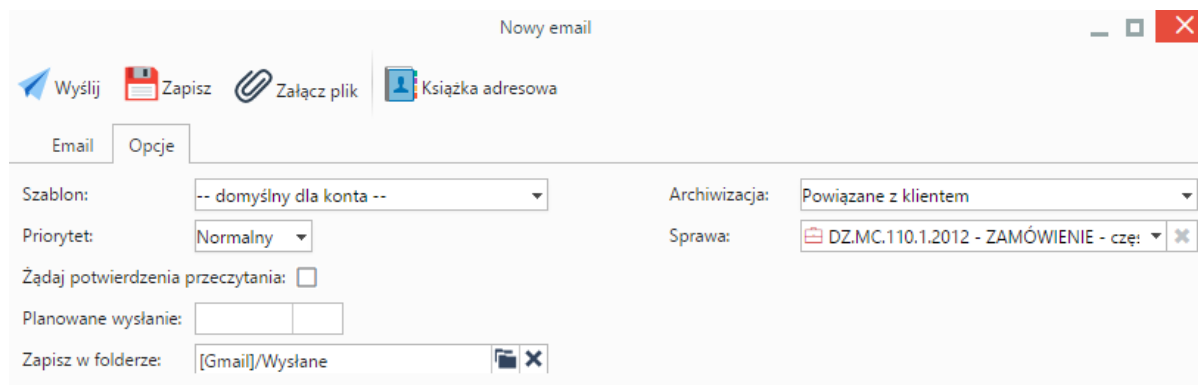 Nowy email
Wyślij Zapisz Załącz plik Książka adresowa
Email Opcje
Szablon: -- domyślny dla konta -- Archiwizacja: Powiązane z klientem
Priorytet: Normalny Sprawa: DZ.MC.110.1.2012 - ZAMÓWIENIE -
Żądaj potwierdzenia przeczytania:
Planowane wysłanie:
Zapisz w folderze: [Gmail]/Wysłane